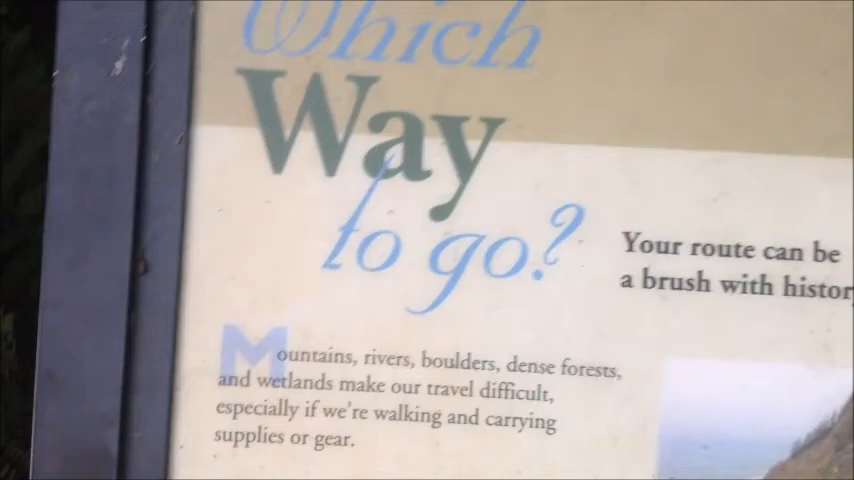 Which
Way
to go?
Your route can be
a brush with histor
Mountains, rivers, boulders, dense forests,
and wetlands make our travel difficult,
especially if we're walking and carrying
supplies or gear.